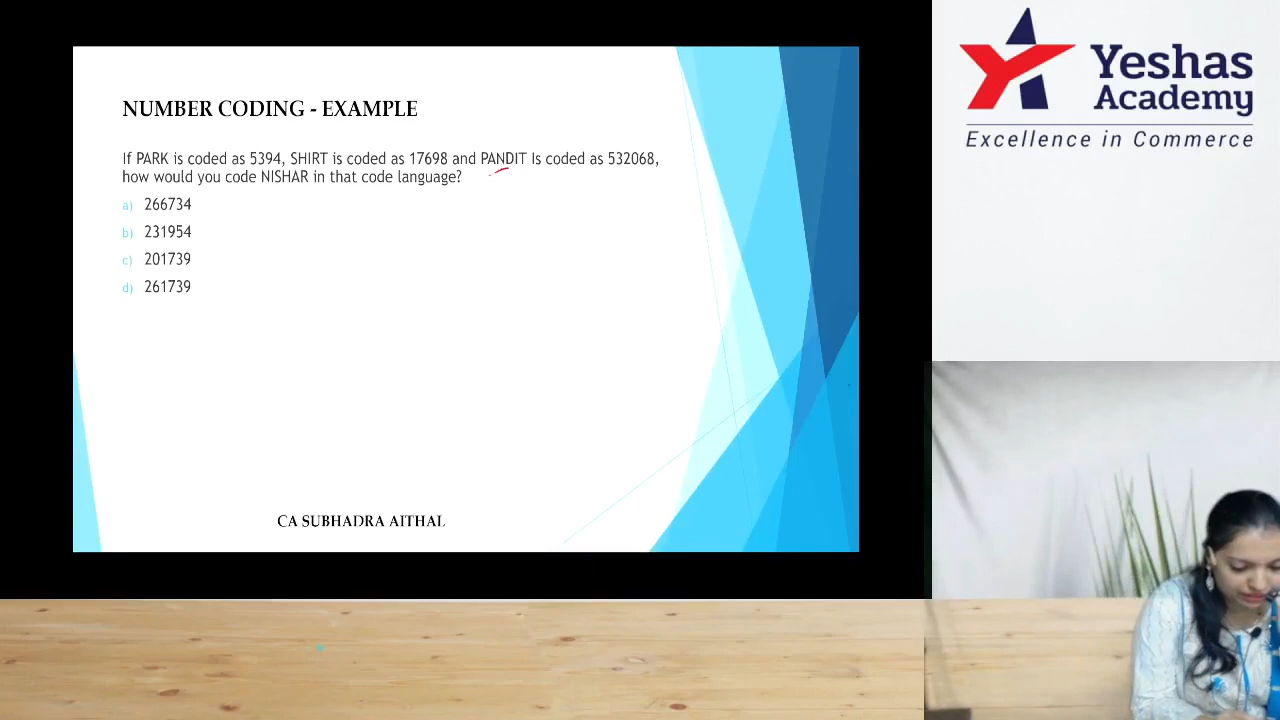 NUMBER CODING - EXAMPLE
If PARK is coded as 5394, SHIRT is coded as 17698 and PANDIT Is coded as 532068,
how would you code NISHAR in that code language?
a) 266734
b) 231954
c) 201739
d) 261739
CA SUBHADRA AITHAL
Yeshas
Academy
Excellence in Commerce